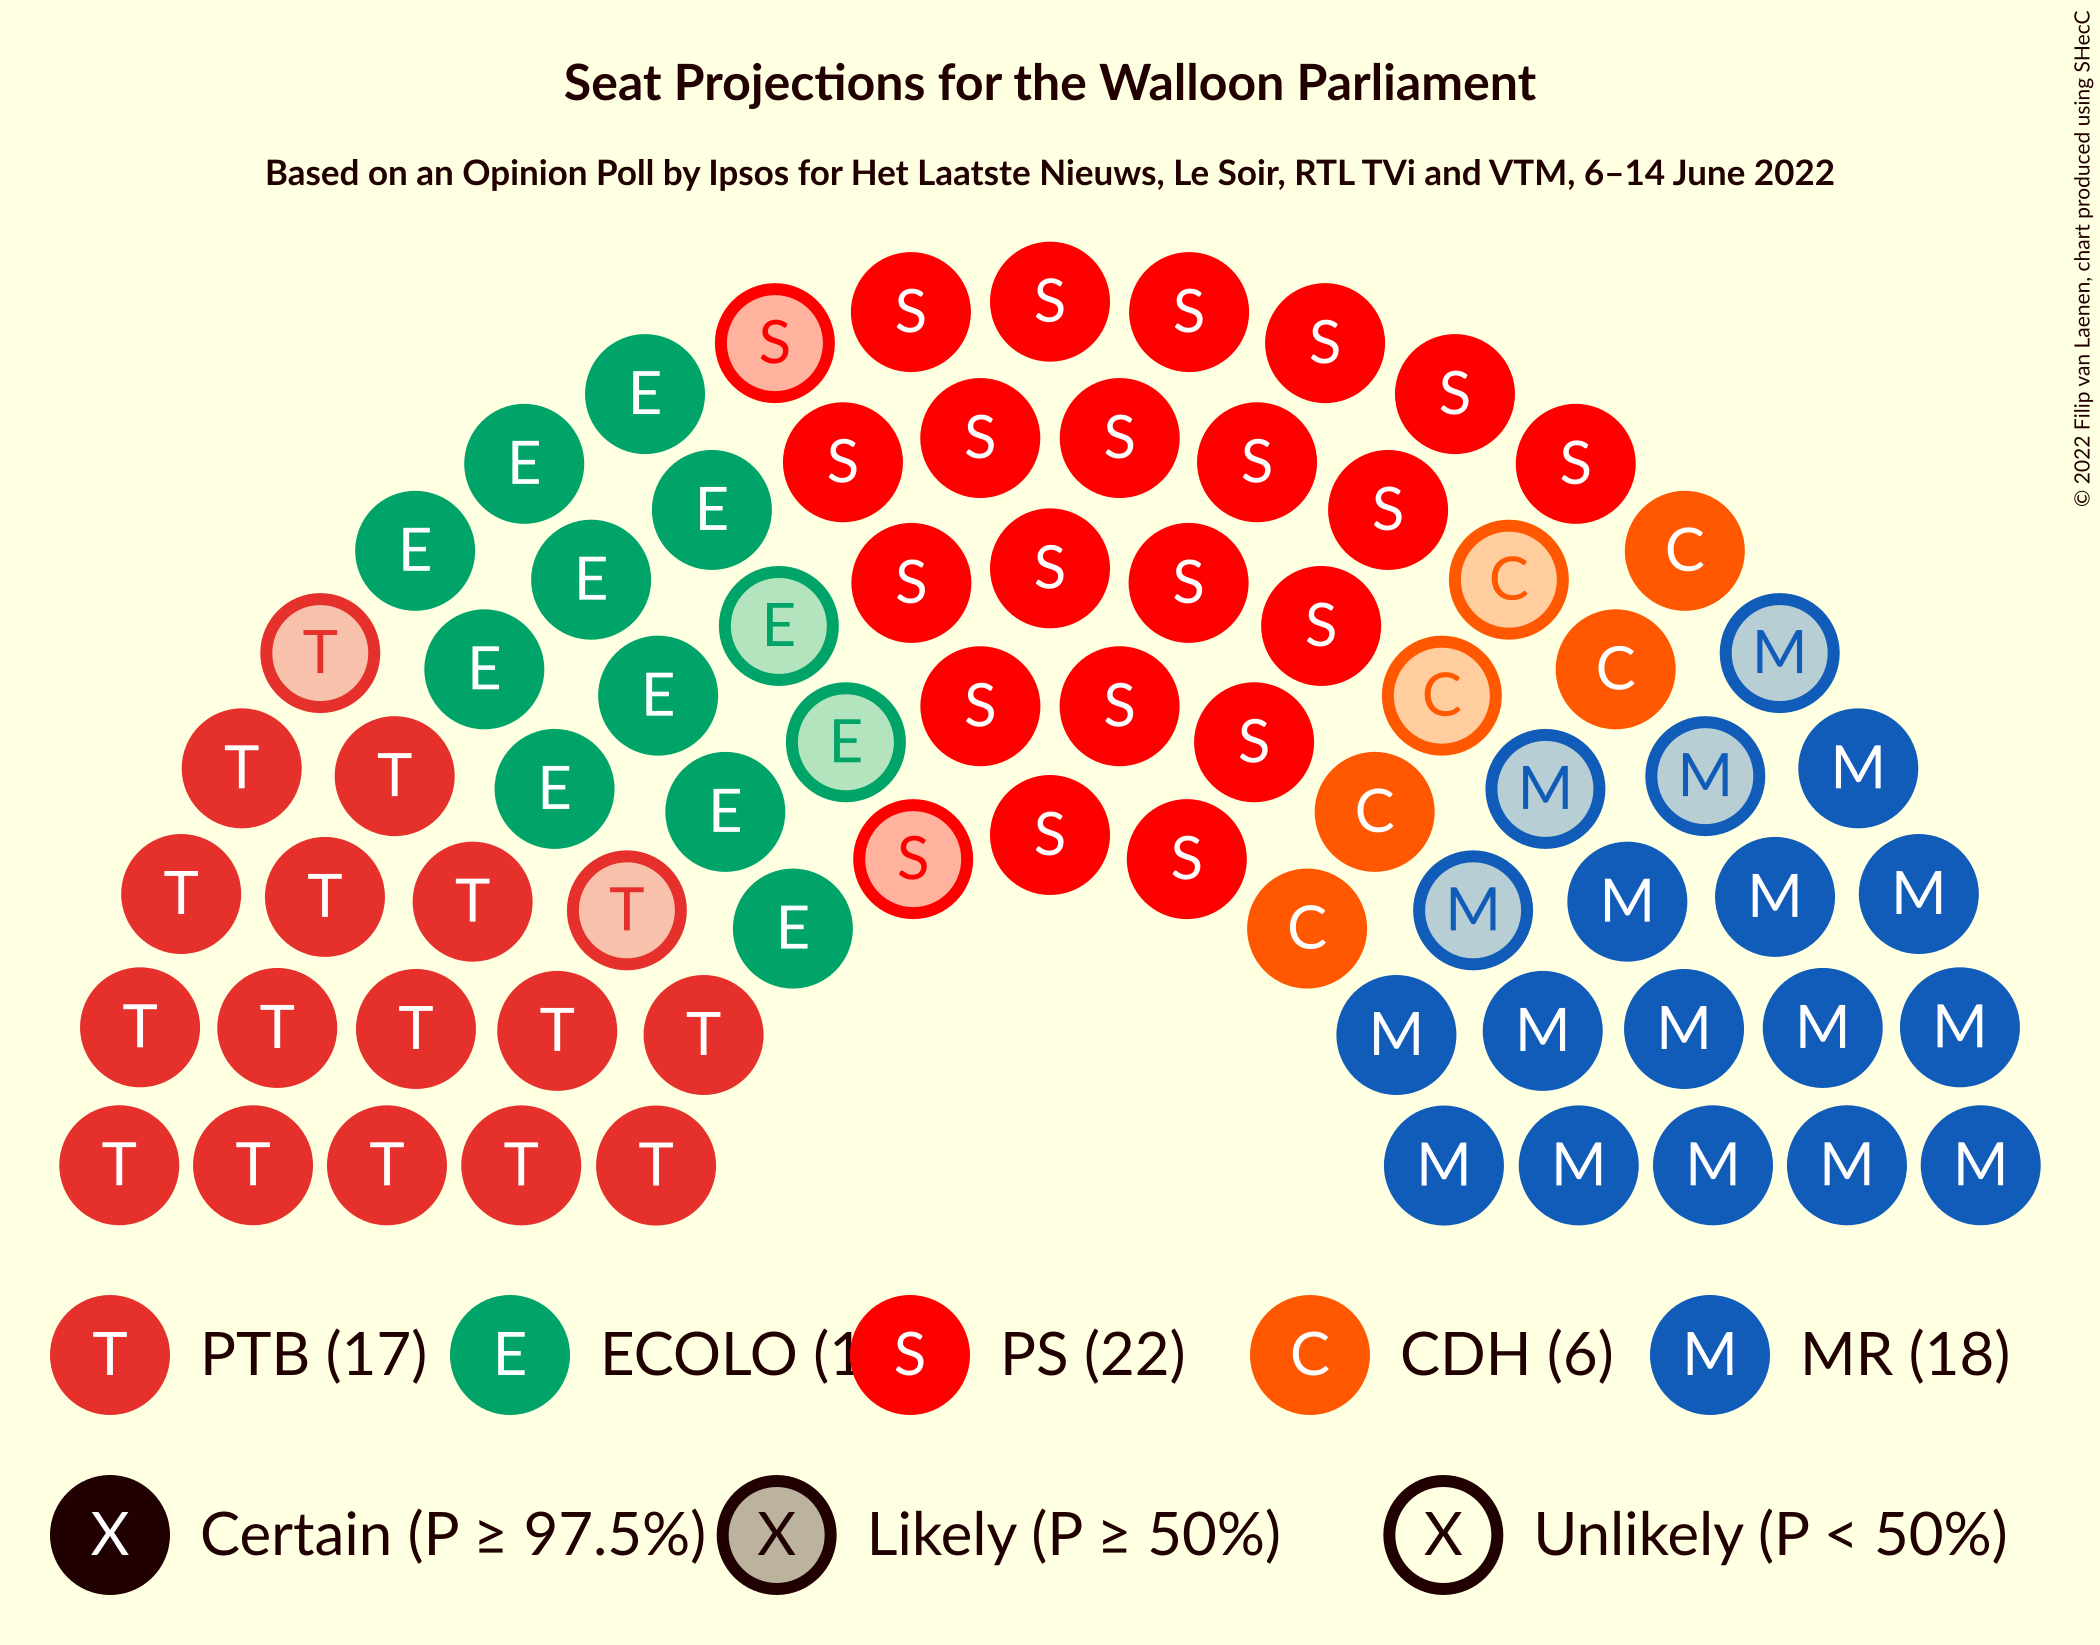 Seat Projections for the Walloon Parliament
Based on an Opinion Poll by Ipsos for Het Laatste Nieuws, Le Soir, RTL TVi and VTM, 6–14 June 2022
© 2022 Filip van Laenen, chart produced using SHecC
S S S
S S
E S
S S
E S S S
E S
E C
S
E S S C
E S
T M
E C
E S S C
E S
T T M M
E M
E C
S
S S
T T T T M M M M
E C
T T T T T M M M M M
T T T T T M M M M M
T PTB (17) E ECOLO (1 S PS (22) C CDH (6) M MR (18)
X Certain (P ≥ 97.5%) X Likely (P ≥ 50%) X Unlikely (P < 50%)